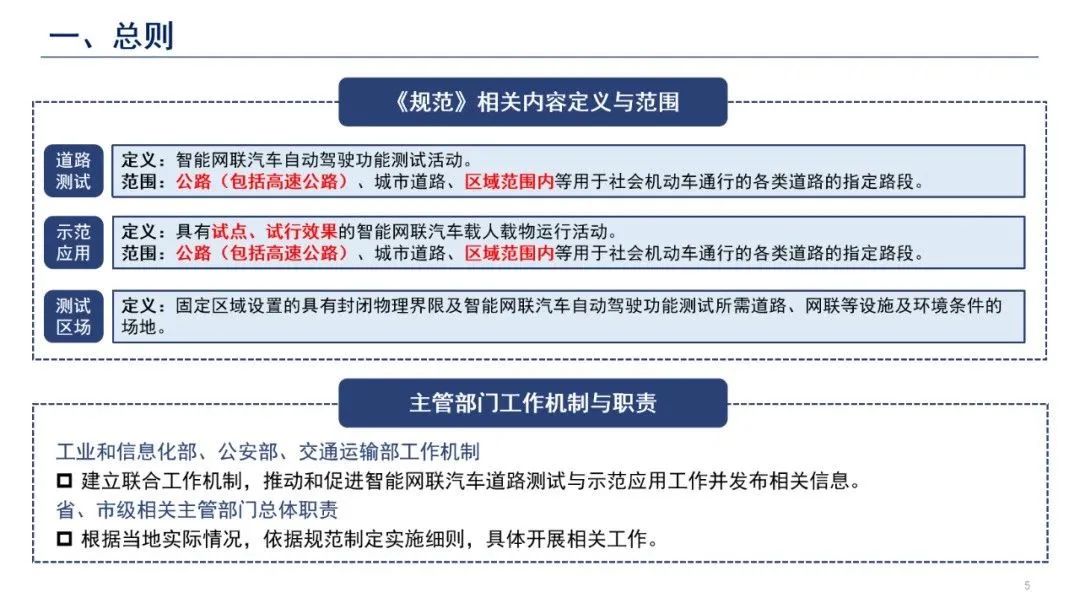 一、总则
《规范》相关内容定义与范围
道路
测试
定义：智能网联汽车自动驾驶功能测试活动。
范围：公路（包括高速公路）、城市道路、区域范围内等用于社会机动车通行的各类道路的指定路段。
示范
应用
定义：具有试点、试行效果的智能网联汽车载人载物运行活动。
范围：公路（包括高速公路）、城市道路、区域范围内等用于社会机动车通行的各类道路的指定路段。
测试
区场
定义：固定区域设置的具有封闭物理界限及智能网联汽车自动驾驶功能测试所需道路、网联等设施及环境条件的
场地。
主管部门工作机制与职责
工业和信息化部、公安部、交通运输部工作机制
建立联合工作机制，推动和促进智能网联汽车道路测试与示范应用工作并发布相关信息。
省、市级相关主管部门总体职责
根据当地实际情况，依据规范制定实施细则，具体开展相关工作。
5